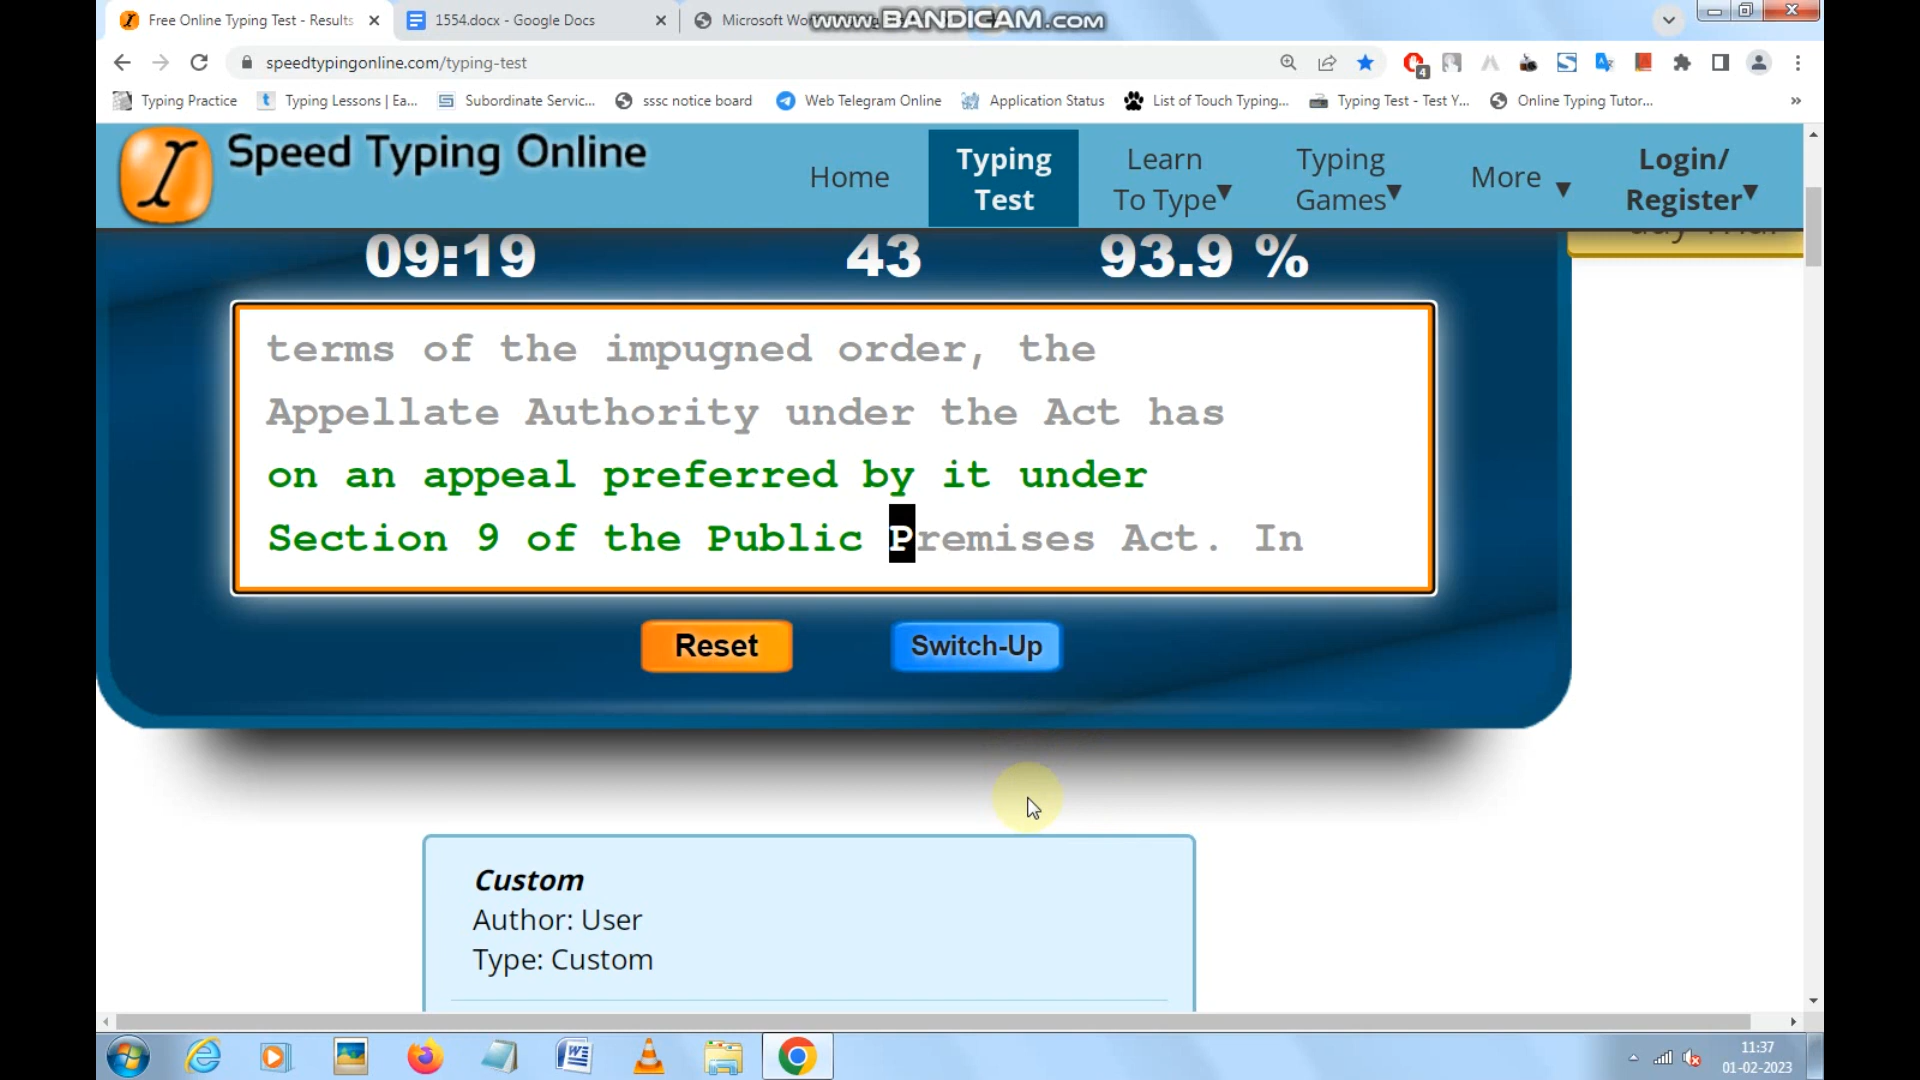 Free Online Typing Test - Results
1554.docx - Google Docs
Microsoft Wo
www.BANDICAM.com
speedtypingonline.com/typing-test
4
Typing Practice
Typing Lessons | Ea...
Subordinate Servic...
sssc notice board
Web Telegram Online
Application Status
List of Touch Typing...
Typing Test - Test Y...
Online Typing Tutor...
»
Speed Typing Online
Home
Typing Test
Learn To Type
Typing Games
More
Login/ Register
09:19
43
93.9 %
terms of the impugned order, the
Appellate Authority under the Act has
on an appeal preferred by it under
Section 9 of the Public Premises Act. In
Reset
Switch-Up
Custom
Author: User
Type: Custom
11:37
01-02-2023